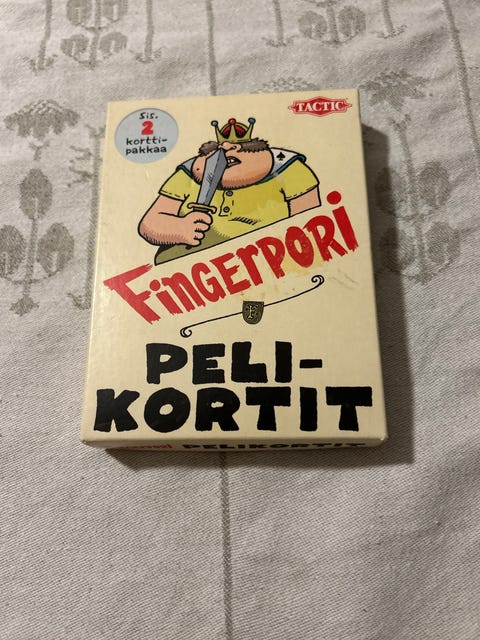 Sis.
2
kortti-
pakkaa
TACTIC
FINGERPORI
PELI-
KORTIT
PELIKORTIT